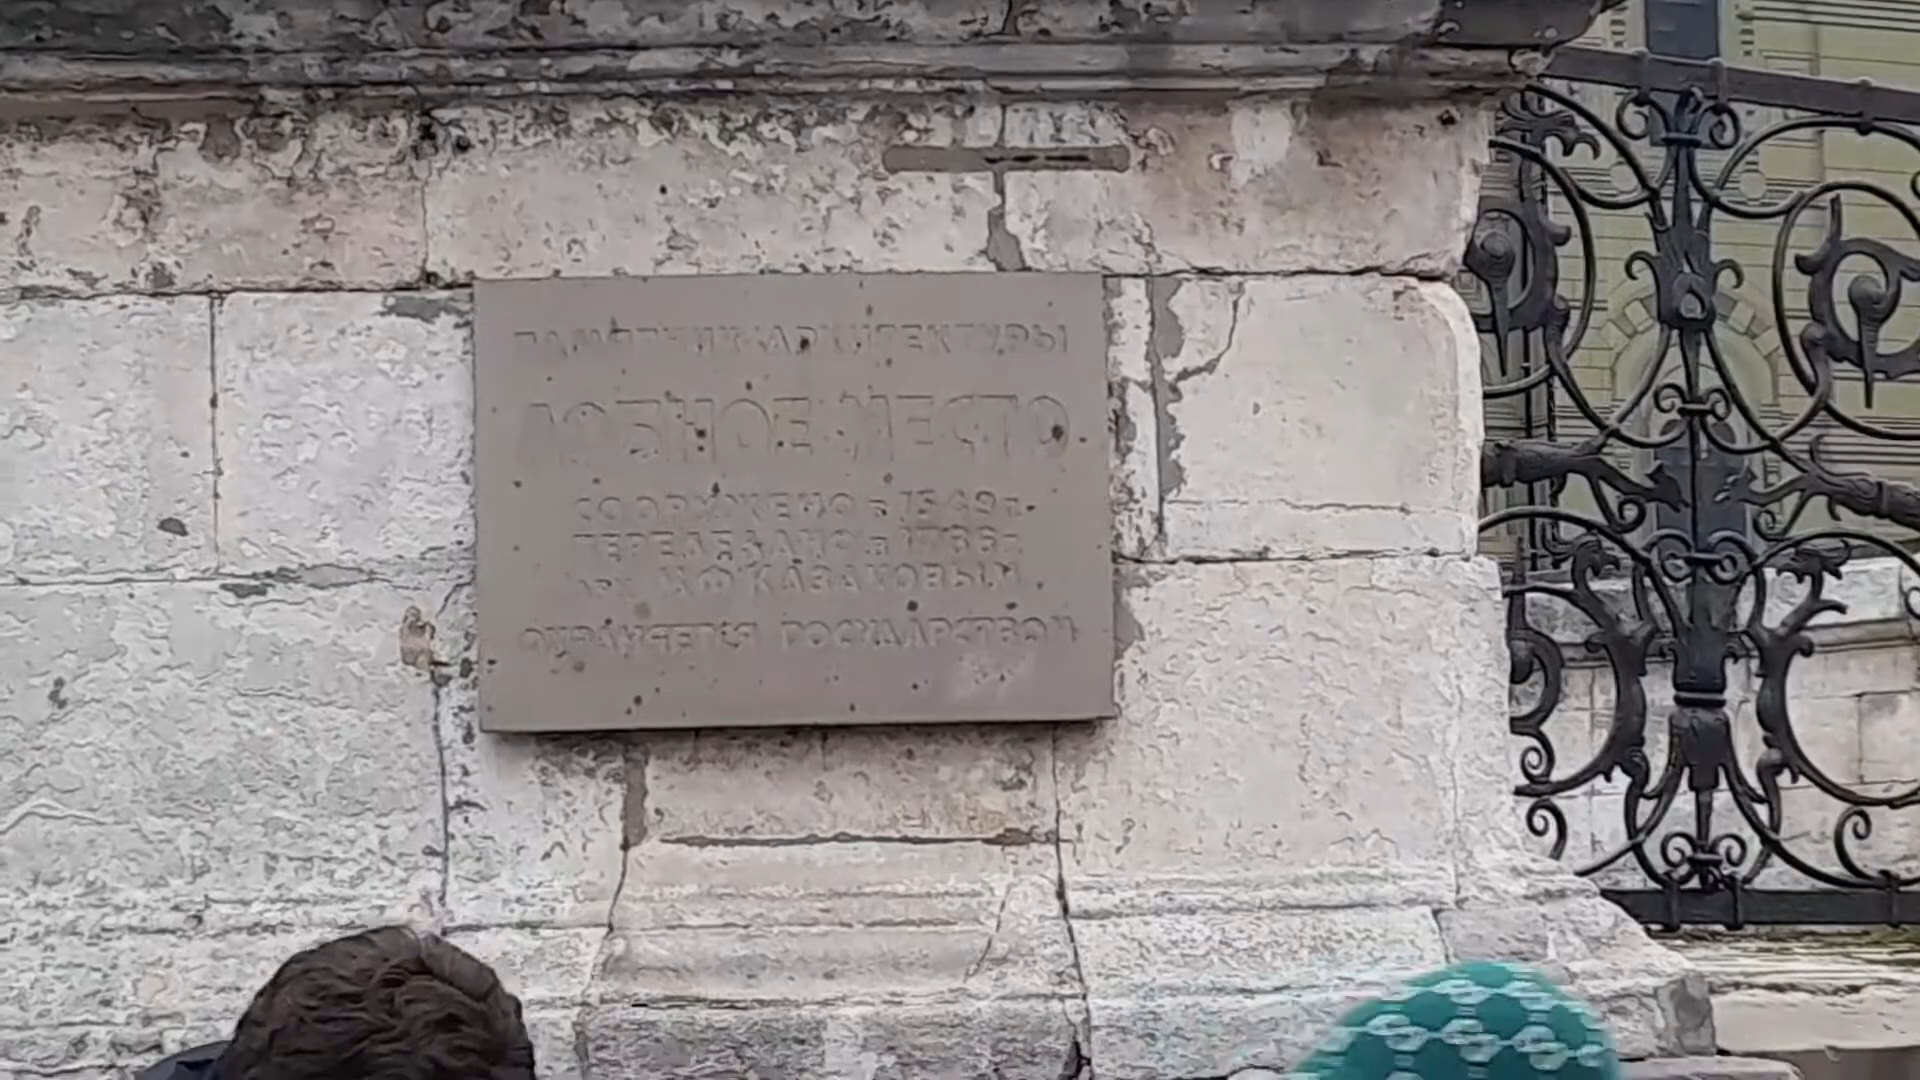 ПАМЯТНИК АРХИТЕКТУРЫ
ЛОБНОЕ МЕСТО
СООРУЖЕНО в 1549 г.
ПЕРЕДЕЛАНО в 1786 г.
арх. М.Ф. КАЗАКОВЫМ.
ОХРАНЯЕТСЯ ГОСУДАРСТВОМ